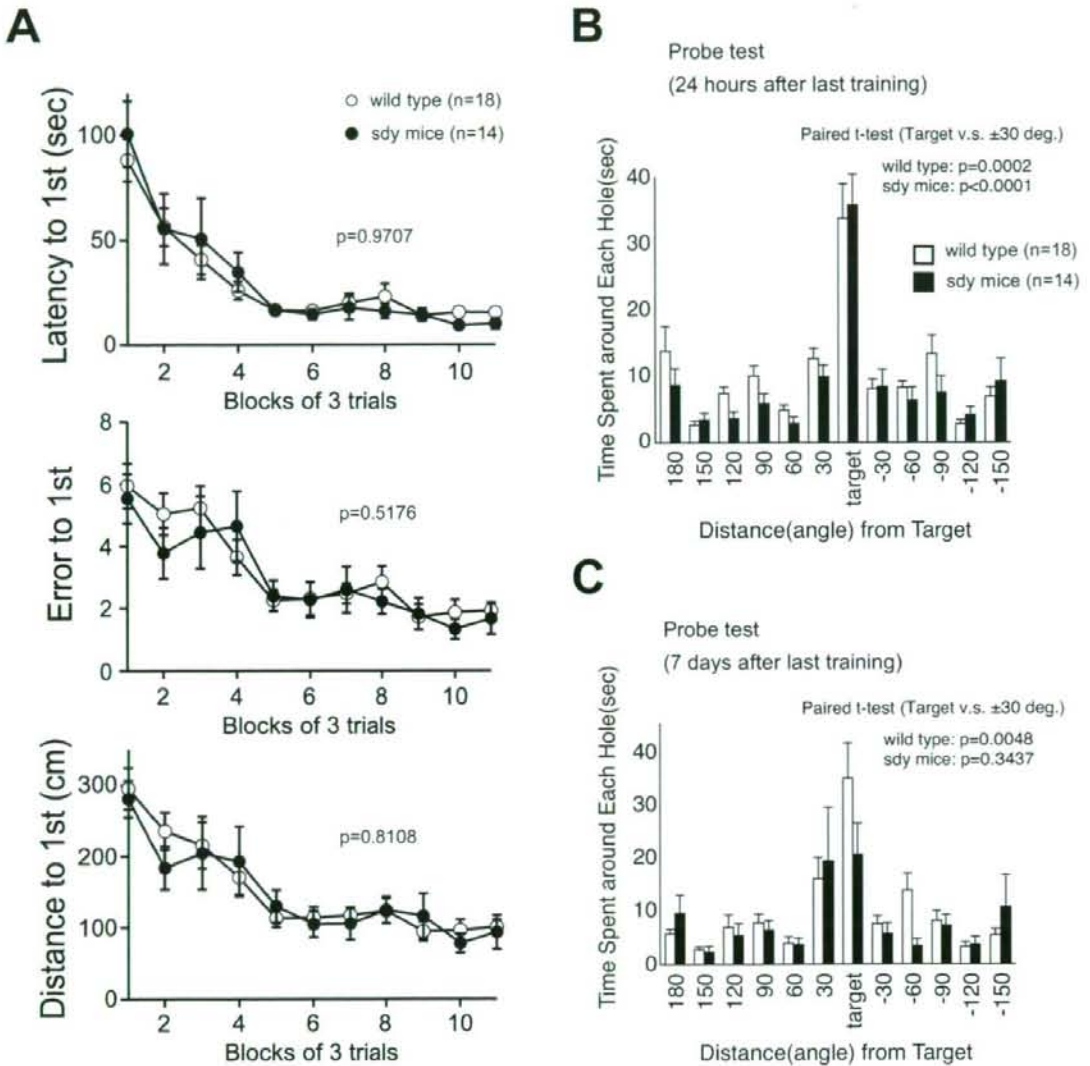 A
Latency to 1st (sec)
100
50
0
wild type (n=18)
sdy mice (n=14)
p=0.9707
2 4 6 8 10
Blocks of 3 trials
Error to 1st
8
6
4
2
0
p=0.5176
2 4 6 8 10
Blocks of 3 trials
Distance to 1st (cm)
300
200
100
0
p=0.8108
2 4 6 8 10
Blocks of 3 trials
B
Probe test
(24 hours after last training)
Paired t-test (Target v.s. ±30 deg.)
wild type: p=0.0002
sdy mice: p<0.0001
wild type (n=18)
sdy mice (n=14)
Time Spent around Each Hole(sec)
40
30
20
10
0
180 150 120 90 60 30 target -30 -60 -90 -120 -150
Distance(angle) from Target
C
Probe test
(7 days after last training)
Paired t-test (Target v.s. ±30 deg.)
wild type: p=0.0048
sdy mice: p=0.3437
Time Spent around Each Hole(sec)
40
30
20
10
0
180 150 120 90 60 30 target -30 -60 -90 -120 -150
Distance(angle) from Target